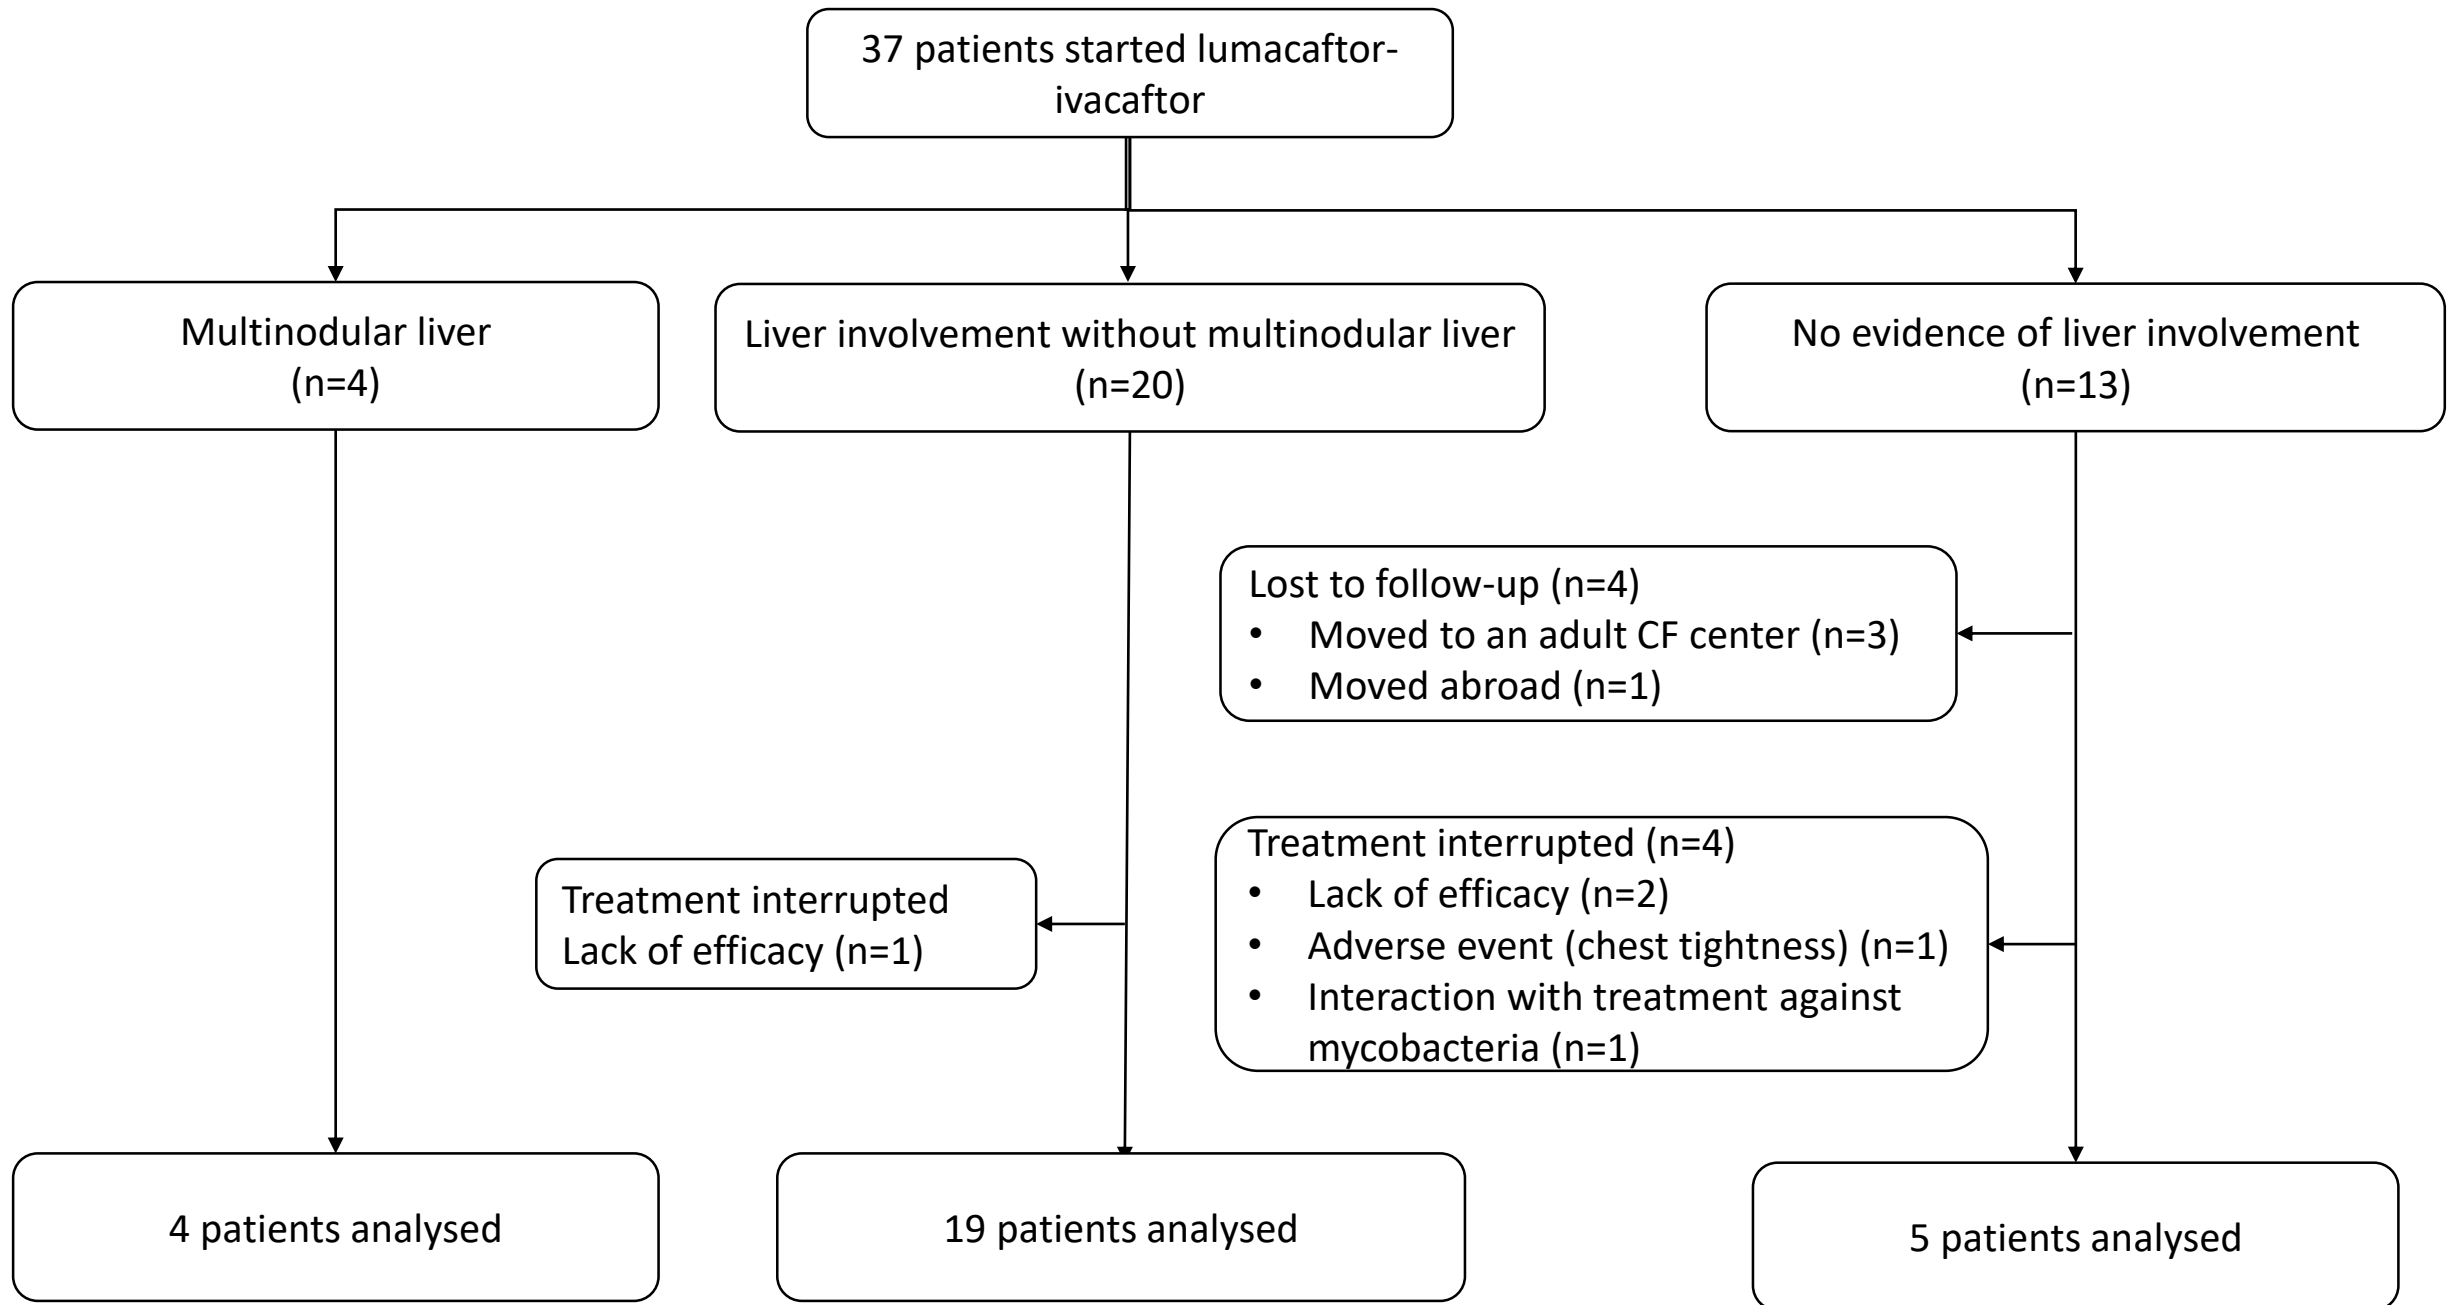 37 patients started lumacaftor-
ivacaftor
Multinodular liver
(n=4)
Liver involvement without multinodular liver
(n=20)
No evidence of liver involvement
(n=13)
Lost to follow-up (n=4)
• Moved to an adult CF center (n=3)
• Moved abroad (n=1)
Treatment interrupted
Lack of efficacy (n=1)
Treatment interrupted (n=4)
• Lack of efficacy (n=2)
• Adverse event (chest tightness) (n=1)
• Interaction with treatment against
mycobacteria (n=1)
4 patients analysed
19 patients analysed
5 patients analysed